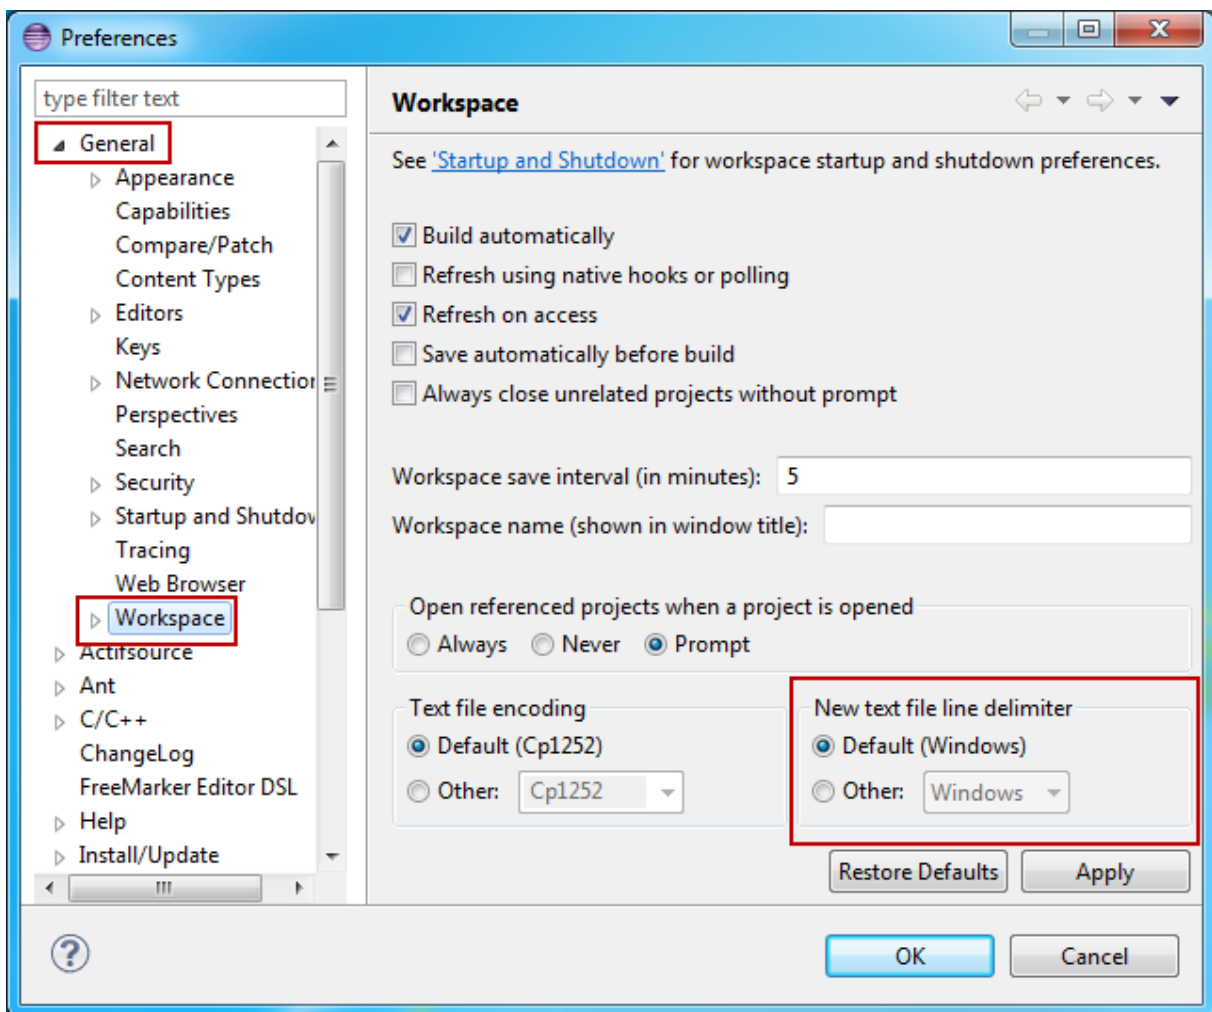 Preferences
type filter text
General
Appearance
Capabilities
Compare/Patch
Content Types
Editors
Keys
Network Connection
Perspectives
Search
Security
Startup and Shutdov
Tracing
Web Browser
Workspace
Actifsource
Ant
C/C++
ChangeLog
FreeMarker Editor DSL
Help
Install/Update
Workspace
See 'Startup and Shutdown' for workspace startup and shutdown preferences.
Build automatically
Refresh using native hooks or polling
Refresh on access
Save automatically before build
Always close unrelated projects without prompt
Workspace save interval (in minutes): 5
Workspace name (shown in window title):
Open referenced projects when a project is opened
Always Never Prompt
Text file encoding
Default (Cp1252)
Other: Cp1252
New text file line delimiter
Default (Windows)
Other: Windows
Restore Defaults Apply
OK Cancel